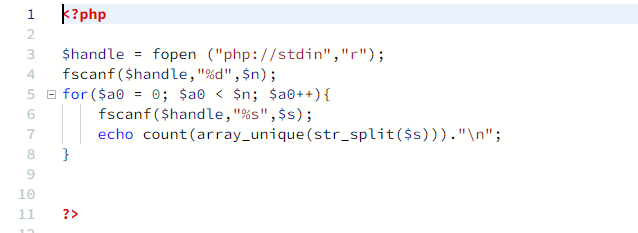 1 <?php
2
3 $handle = fopen ("php://stdin","r");
4 fscanf($handle,"%d",$n);
5 for($a0 = 0; $a0 < $n; $a0++){
6 fscanf($handle,"%s",$s);
7 echo count(array_unique(str_split($s)))."\n";
8 }
9
10
11 ?>
12